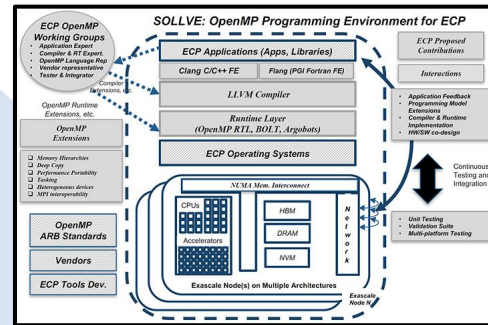 SOLLVE: OpenMP Programming Environment for ECP
ECP OpenMP
Working Groups
• Application Expert
• Compiler & RT Expert.
• OpenMP Language Rep
• Vendor representative
• Tester & Integrator
Compiler
Extensions, etc.
OpenMP Runtime
Extensions, etc.
OpenMP
Extensions
Memory Hierarchies
Deep Copy
Performance Portability
Tasking
Heterogeneous devices
MPI interoperability
OpenMP
ARB Standards
Vendors
ECP Tools Dev.
ECP Applications (Apps, Libraries)
Clang C/C++ FE
Flang (PGI Fortran FE)
LLVM Compiler
Runtime Layer
(OpenMP RTL, BOLT, Argobots)
ECP Operating Systems
NUMA Mem. Interconnect
CPUs
Accelerators
HBM
DRAM
NVM
Network
Exascale Node(s) on Multiple Architectures
Exascale
Node N
ECP Proposed
Contributions
Interactions
• Application Feedback
• Programming Model
Extensions
• Compiler & Runtime
Implementation
• HW/SW co-design
Continuous
Testing and
Integration
• Unit Testing
• Validation Suite
• Multi-platform Testing